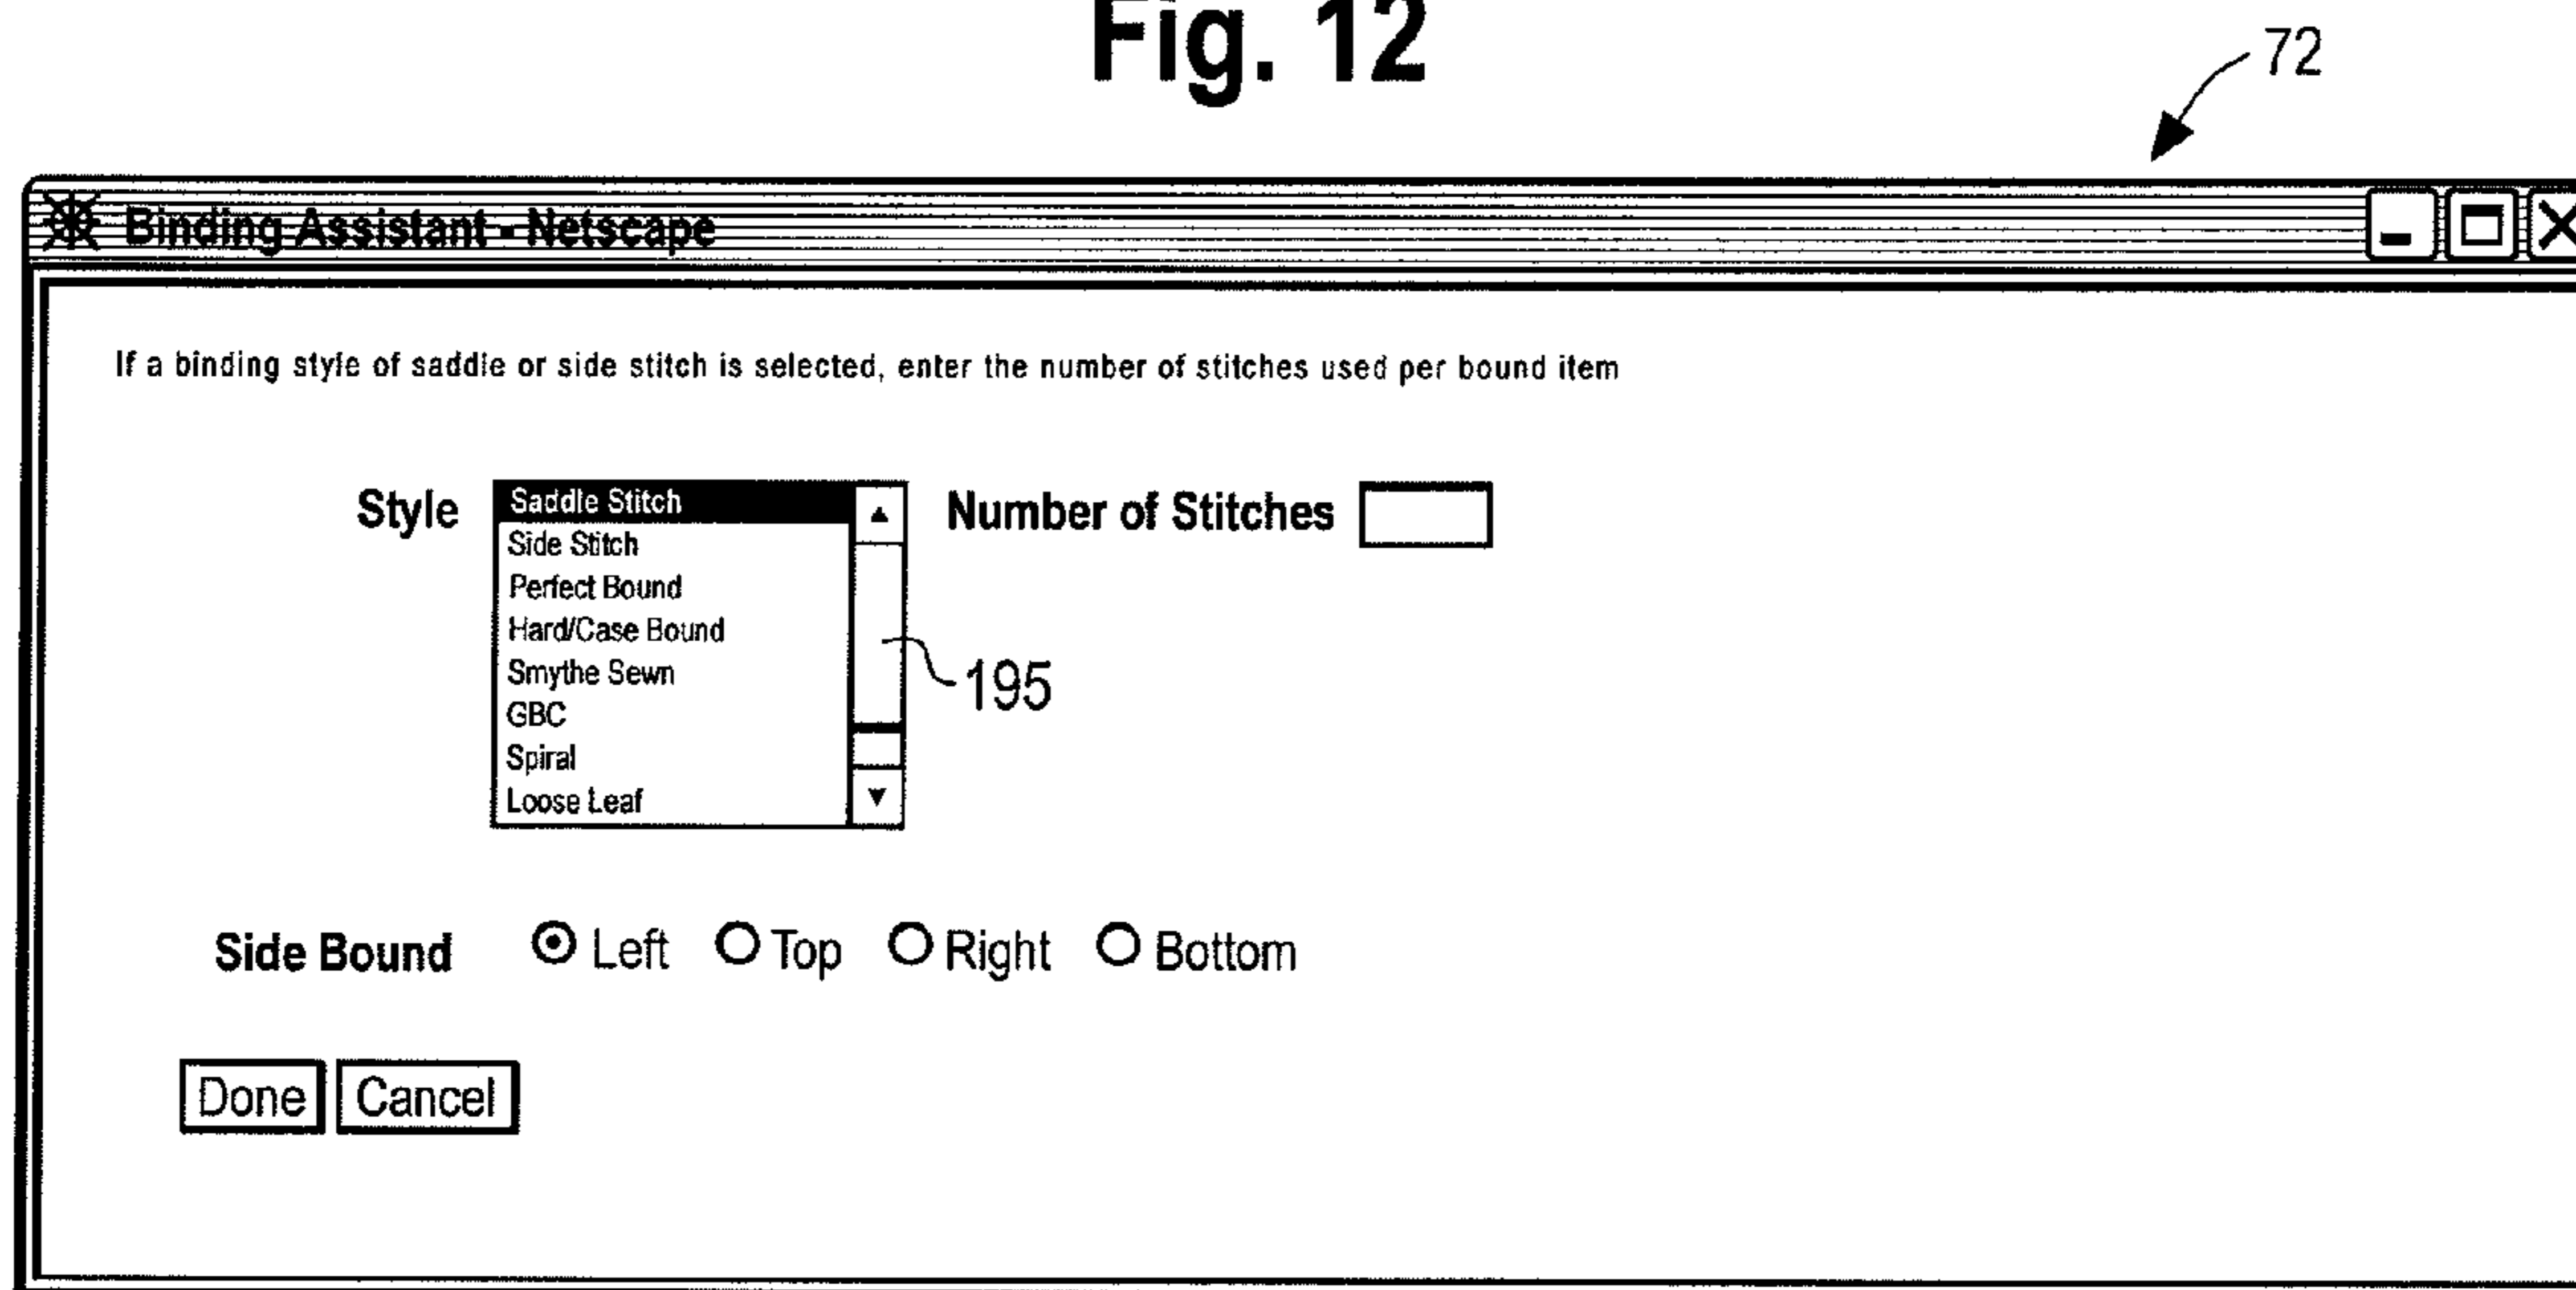 Fig. 12
72
Binding Assistant - Netscape
If a binding style of saddle or side stitch is selected, enter the number of stitches used per bound item
Style
Saddle Stitch
Number of Stitches
Side Stitch
Perfect Bound
Hard/Case Bound
Smythe Sewn
195
GBC
Spiral
Loose Leaf
Side Bound Left Top Right Bottom
Done Cancel